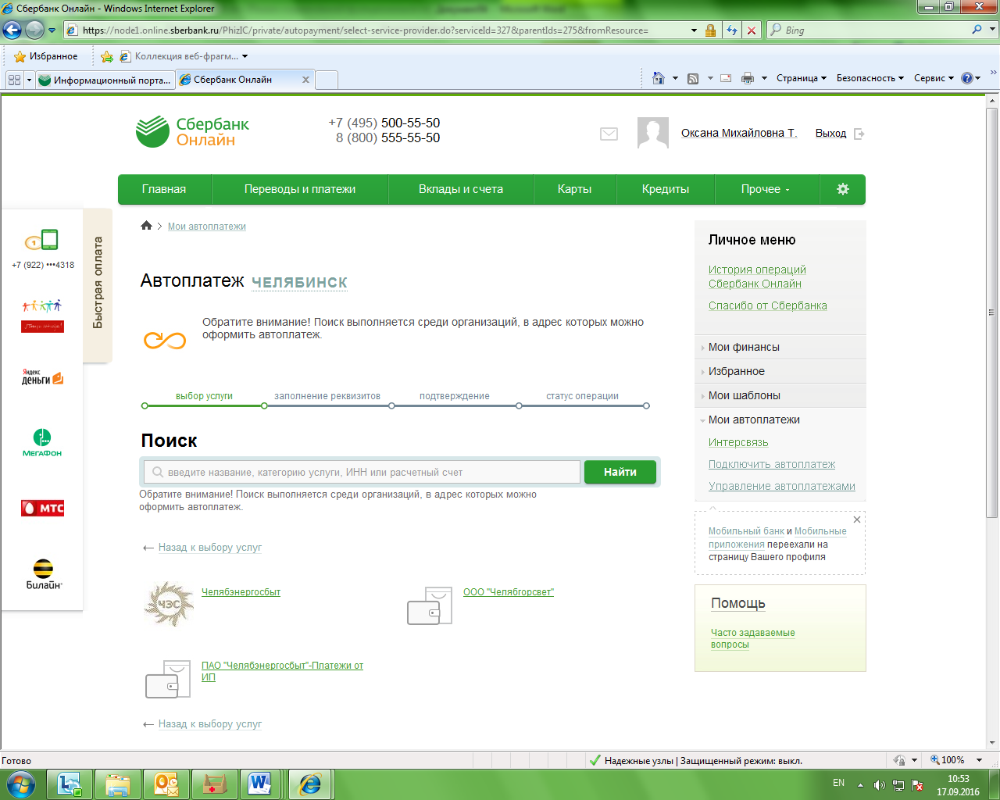 Сбербанк Онлайн - Windows Internet Explorer
https://node1.online.sberbank.ru/PhizIC/private/autopayment/select-service-provider.do?serviceId=327&parentIds=275&fromResource=
Bing
Избранное
Коллекция веб-фрагм...
Информационный порта...
Сбербанк Онлайн
Страница
Безопасность
Сервис
Сбербанк
Онлайн
+7 (495) 500-55-50
8 (800) 555-55-50
Оксана Михайловна Т.
Выход
Главная
Переводы и платежи
Вклады и счета
Карты
Кредиты
Прочее
+7 (922) •••4318
Яндекс
деньги
МЕГАФОН
МТС
Билайн
Быстрая оплата
Мои автоплатежи
Автоплатеж ЧЕЛЯБИНСК
Обратите внимание! Поиск выполняется среди организаций, в адрес которых можно
оформить автоплатеж.
выбор услуги
заполнение реквизитов
подтверждение
статус операции
Поиск
введите название, категорию услуги, ИНН или расчетный счет
Найти
Обратите внимание! Поиск выполняется среди организаций, в адрес которых можно
оформить автоплатеж.
← Назад к выбору услуг
ЧЭС
Челябэнергосбыт
ООО "Челябгорсвет"
ПАО "Челябэнергосбыт"-Платежи от
ИП
← Назад к выбору услуг
Личное меню
История операций
Сбербанк Онлайн
Спасибо от Сбербанка
Мои финансы
Избранное
Мои шаблоны
Мои автоплатежи
Интерсвязь
Подключить автоплатеж
Управление автоплатежами
Мобильный банк и Мобильные
приложения переехали на
страницу Вашего профиля
Помощь
Часто задаваемые
вопросы
Готово
Надежные узлы | Защищенный режим: выкл.
100%
EN
10:53
17.09.2016